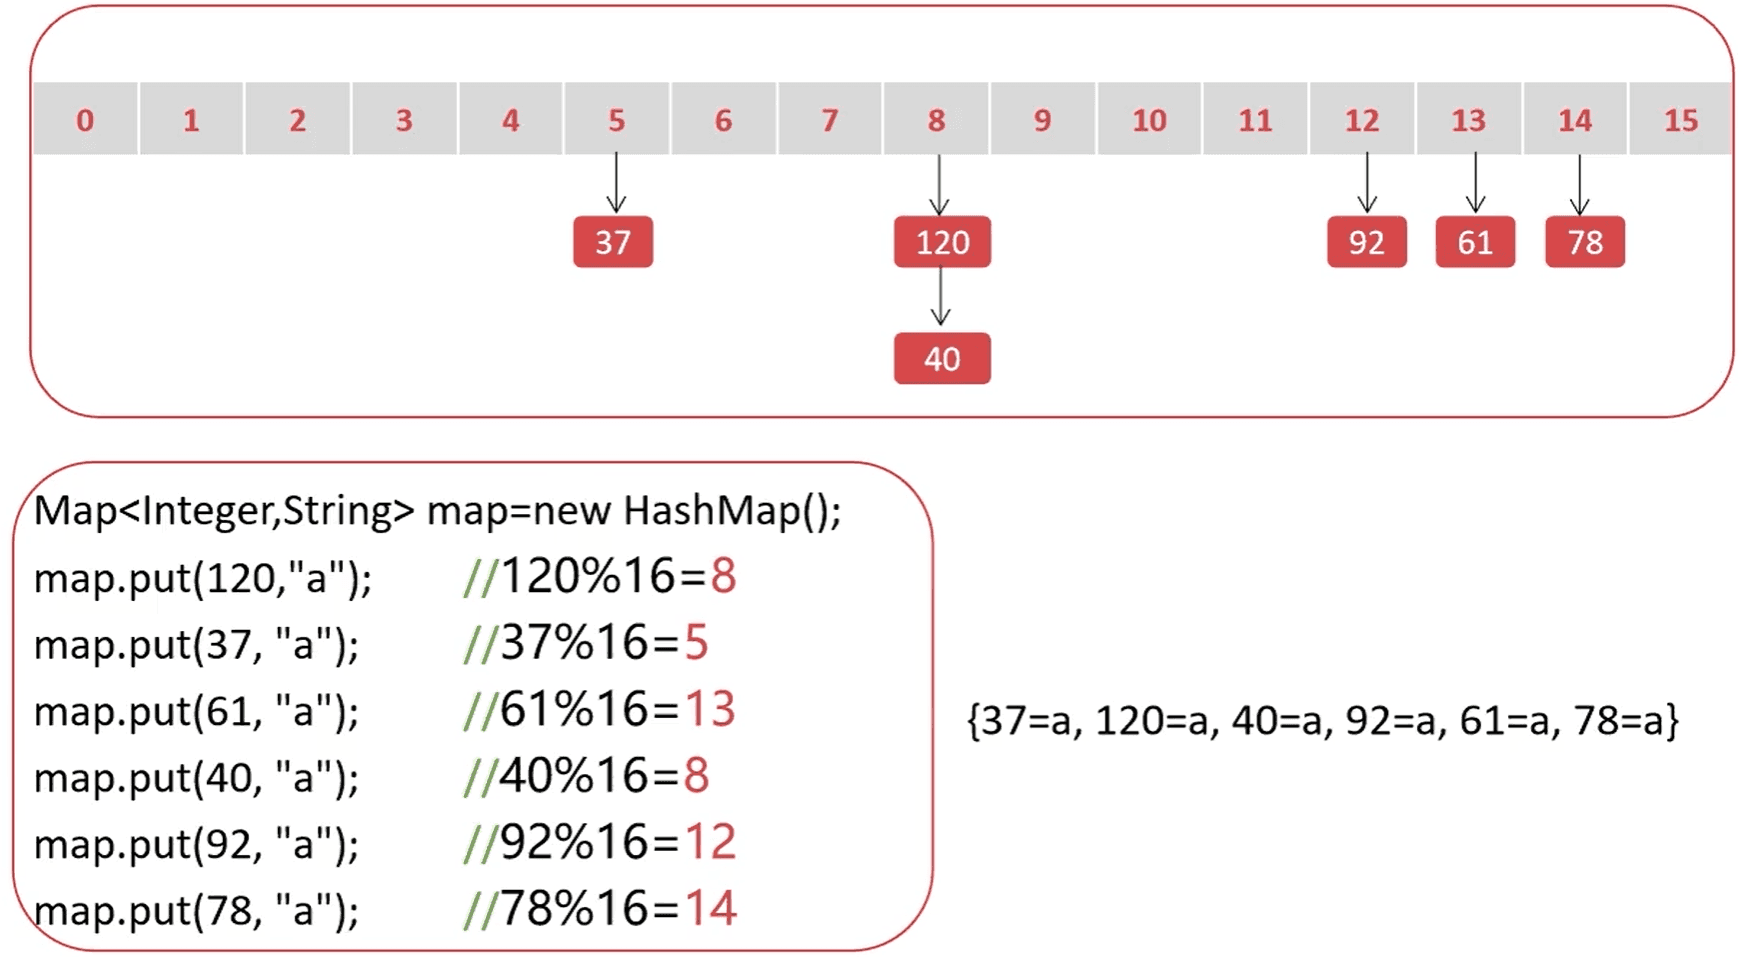 0 1 2 3 4 5 6 7 8 9 10 11 12 13 14 15
37 120 92 61 78
40
Map<Integer,String> map=new HashMap();
map.put(120,"a"); //120%16=8
map.put(37, "a"); //37%16=5
map.put(61, "a"); //61%16=13
map.put(40, "a"); //40%16=8
map.put(92, "a"); //92%16=12
map.put(78, "a"); //78%16=14
{37=a, 120=a, 40=a, 92=a, 61=a, 78=a}